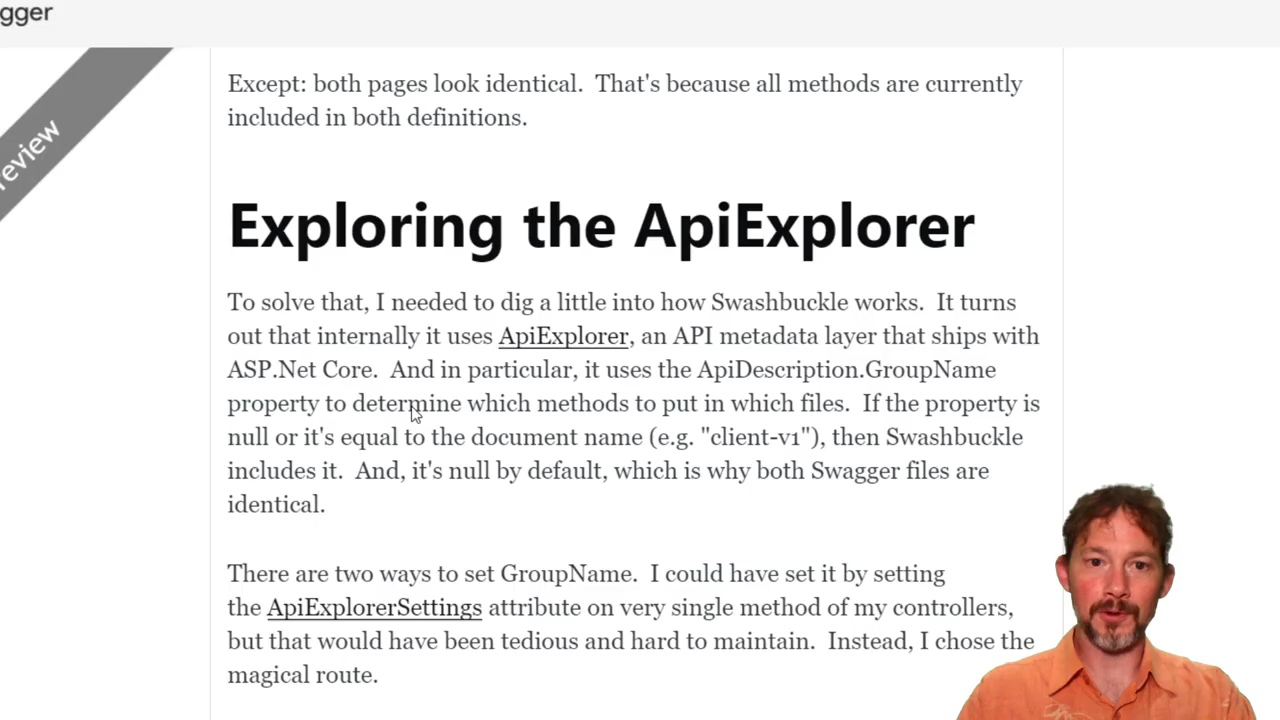 gger
review
Except: both pages look identical.  That's because all methods are currently
included in both definitions.
Exploring the ApiExplorer
To solve that, I needed to dig a little into how Swashbuckle works.  It turns
out that internally it uses ApiExplorer, an API metadata layer that ships with
ASP.Net Core.  And in particular, it uses the ApiDescription.GroupName
property to determine which methods to put in which files.  If the property is
null or it's equal to the document name (e.g. "client-v1"), then Swashbuckle
includes it.  And, it's null by default, which is why both Swagger files are
identical.
There are two ways to set GroupName.  I could have set it by setting
the ApiExplorerSettings attribute on very single method of my controllers,
but that would have been tedious and hard to maintain.  Instead, I chose the
magical route.